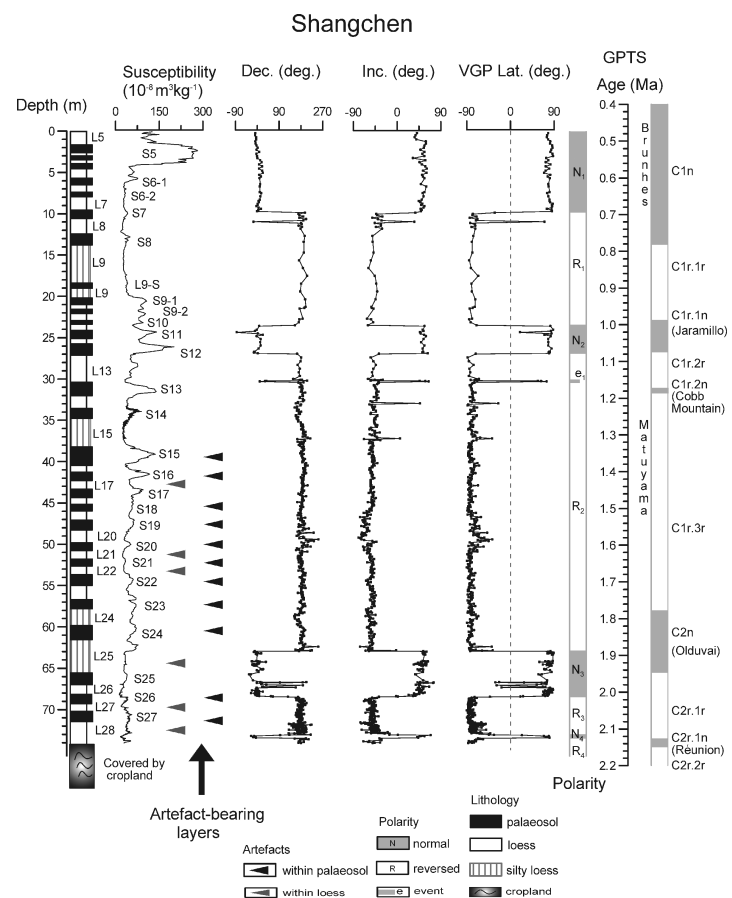 Shangchen
GPTS
Susceptibility
(10⁻⁸ m³kg⁻¹)
Dec. (deg.)
Inc. (deg.)
VGP Lat. (deg.)
Age (Ma)
Depth (m)
0 150 300
-90 90 270
-90 0 90
-90 0 90
0
5
10
15
20
25
30
35
40
45
50
55
60
65
70
L5
L7
L8
L9
L9
L13
L15
L17
L20
L21
L22
L24
L25
L26
L27
L28
S5
S6-1
S6-2
S7
S8
L9-S
S9-1
S9-2
S10
S11
S12
S13
S14
S15
S16
S17
S18
S19
S20
S21
S22
S23
S24
S25
S26
S27
N₁
R₁
N₂
e₁
R₂
N₃
R₃
N₄
R₄
Polarity
0.4
0.5
0.6
0.7
0.8
0.9
1.0
1.1
1.2
1.3
1.4
1.5
1.6
1.7
1.8
1.9
2.0
2.1
2.2
Brunhes
Matuyama
C1n
C1r.1r
C1r.1n
(Jaramillo)
C1r.2r
C1r.2n
(Cobb
Mountain)
C1r.3r
C2n
(Olduvai)
C2r.1r
C2r.1n
(Réunion)
C2r.2r
Covered by
cropland
Artefact-bearing
layers
Artefacts
within palaeosol
within loess
Polarity
N normal
R reversed
e event
Lithology
palaeosol
loess
silty loess
cropland